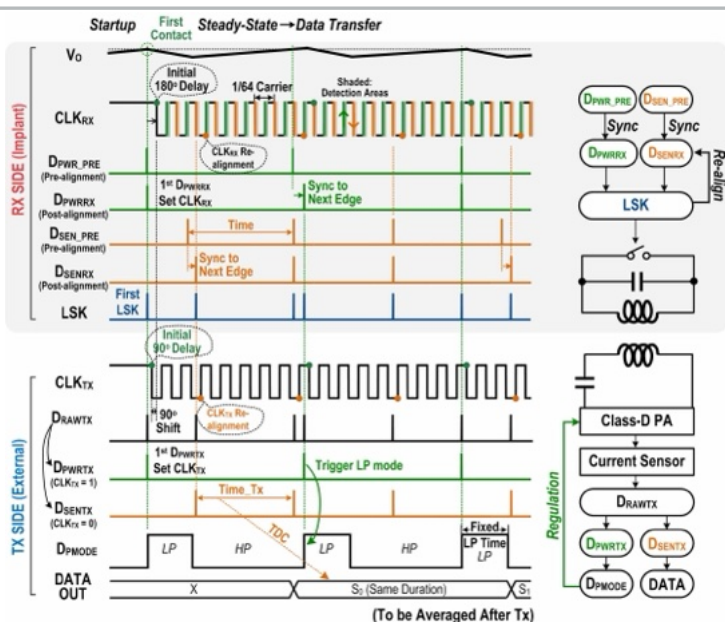 Startup First Contact Steady-State→Data Transfer
RX SIDE (Implant)
VO
Initial 180º Delay
1/64 Carrier
Shaded: Detection Areas
CLKRX
CLKRX Re-alignment
DPWR_PRE
(Pre-alignment)
DPWRRX
(Post-alignment)
1st DPWRRX Set CLKRX
Sync to Next Edge
DSEN_PRE
(Pre-alignment)
Time
DSENRX
(Post-alignment)
Sync to Next Edge
LSK
First LSK
DPWR_PRE DSEN_PRE
Sync Sync
DPWRRX DSENRX
Re-align
LSK
TX SIDE (External)
Initial 90º Delay
CLKTX
90º Shift
CLKTX Re-alignment
DRAWTX
DPWRTX
(CLKTX = 1)
1st DPWRTX Set CLKTX
Trigger LP mode
DSENTX
(CLKTX=0)
Time_Tx
TDC
DPMODE
LP HP LP HP LP
Fixed LP Time
DATA OUT
X S0 (Same Duration) S1
(To be Averaged After Tx)
Class-D PA
Current Sensor
DRAWTX
DPWRTX DSENTX
DPMODE DATA
Regulation